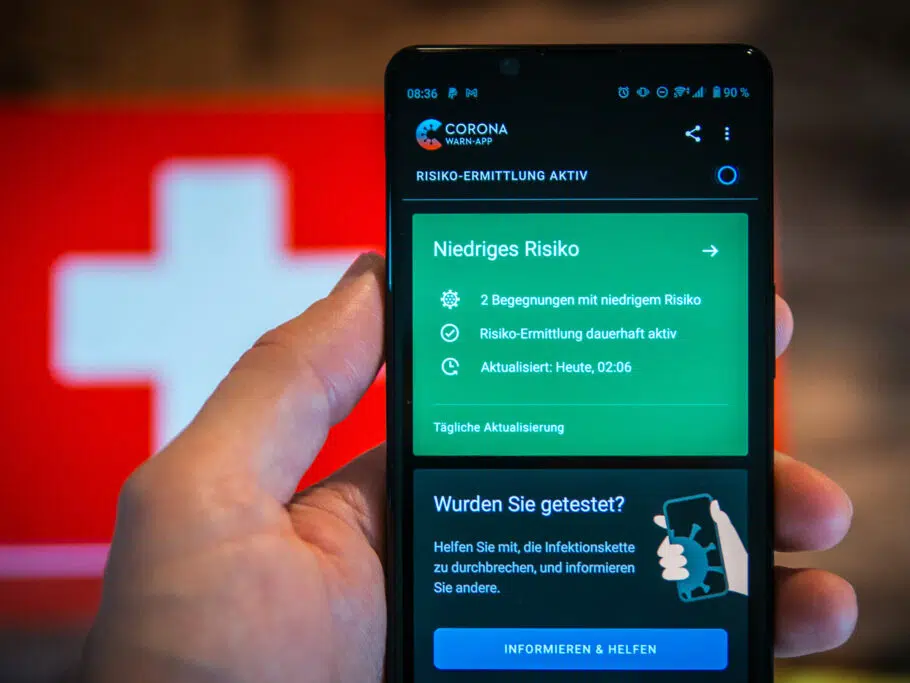 08:36 90 %
CORONA
WARN-APP
RISIKO-ERMITTLUNG AKTIV
Niedriges Risiko
2 Begegnungen mit niedrigem Risiko
Risiko-Ermittlung dauerhaft aktiv
Aktualisiert: Heute, 02:06
Tägliche Aktualisierung
Wurden Sie getestet?
Helfen Sie mit, die Infektionskette
zu durchbrechen, und informieren
Sie andere.
INFORMIEREN & HELFEN